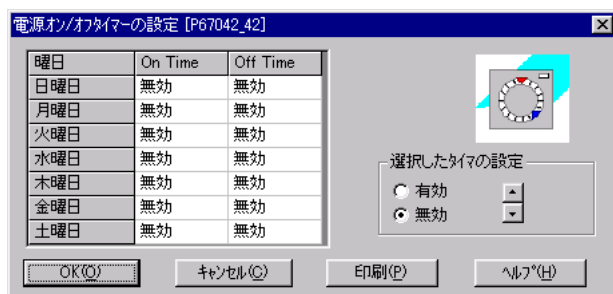 電源ｵﾝ/ｵﾌﾀｲﾏｰの設定 [P67042_42]
曜日 On Time Off Time
日曜日 無効 無効
月曜日 無効 無効
火曜日 無効 無効
水曜日 無効 無効
木曜日 無効 無効
金曜日 無効 無効
土曜日 無効 無効
選択したﾀｲﾏの設定
有効
無効
OK(O) ｷｬﾝｾﾙ(C) 印刷(P) ﾍﾙﾌﾟ(H)